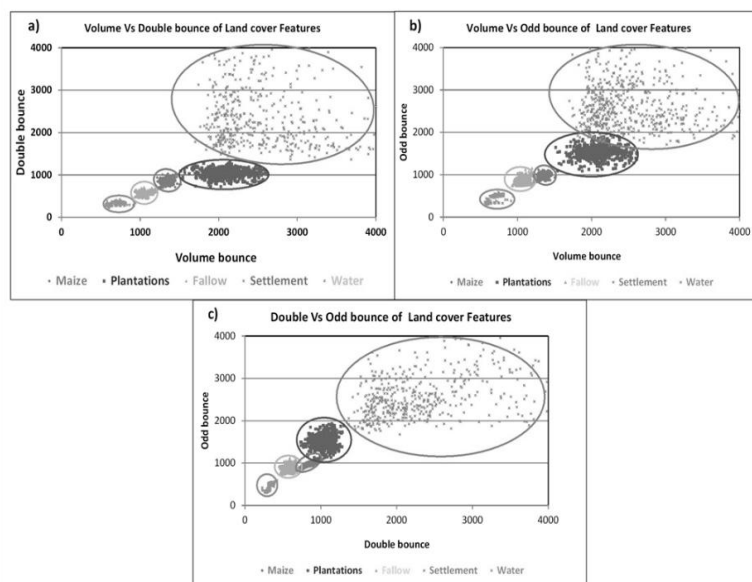 a)
Volume Vs Double bounce of Land cover Features
4000
3000
2000
1000
0
Double bounce
0 1000 2000 3000 4000
Volume bounce
Maize Plantations Fallow Settlement Water
b)
Volume Vs Odd bounce of Land cover Features
4000
3000
2000
1000
0
Odd bounce
0 1000 2000 3000 4000
Volume bounce
Maize Plantations Fallow Settlement Water
c)
Double Vs Odd bounce of Land cover Features
4000
3000
2000
1000
0
Odd bounce
0 1000 2000 3000 4000
Double bounce
Maize Plantations Fallow Settlement Water